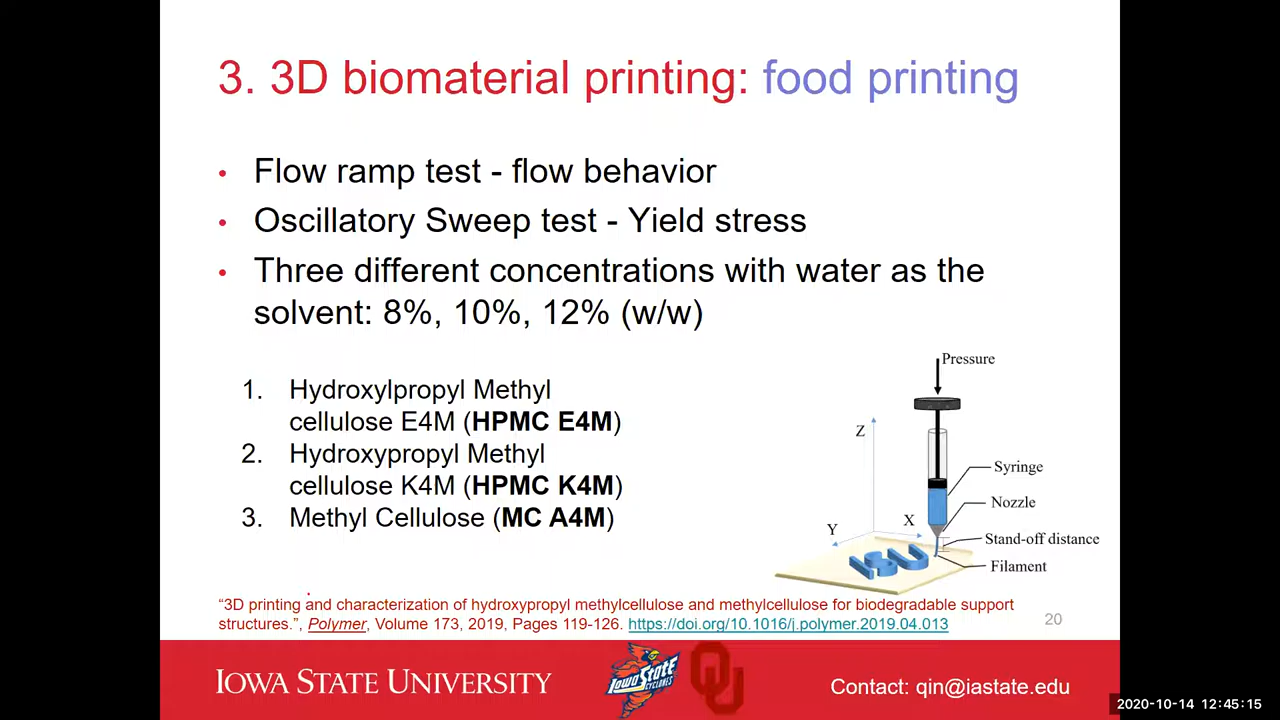 3. 3D biomaterial printing: food printing
• Flow ramp test - flow behavior
• Oscillatory Sweep test - Yield stress
• Three different concentrations with water as the
solvent: 8%, 10%, 12% (w/w)
1. Hydroxylpropyl Methyl
cellulose E4M (HPMC E4M)
2. Hydroxypropyl Methyl
cellulose K4M (HPMC K4M)
3. Methyl Cellulose (MC A4M)
Pressure
Z
Syringe
Nozzle
X
Y
Stand-off distance
ISU
Filament
“3D printing and characterization of hydroxypropyl methylcellulose and methylcellulose for biodegradable support
structures.”, Polymer, Volume 173, 2019, Pages 119-126. https://doi.org/10.1016/j.polymer.2019.04.013
20
IOWA STATE UNIVERSITY
IOWA STATE
CYCLONES
OU
Contact: qin@iastate.edu
2020-10-14 12:45:15